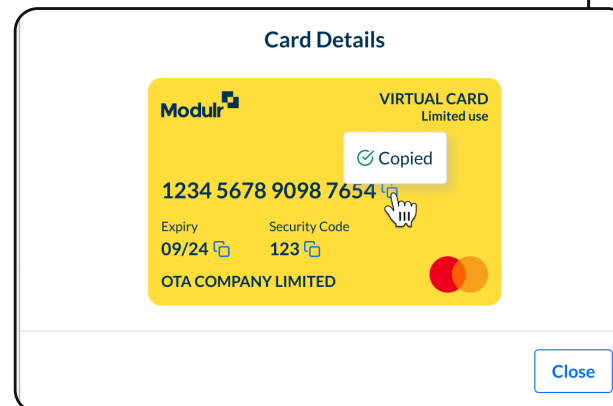 Card Details
Modulr
VIRTUAL CARD
Limited use
Copied
1234 5678 9098 7654
Expiry
Security Code
09/24
123
OTA COMPANY LIMITED
Close